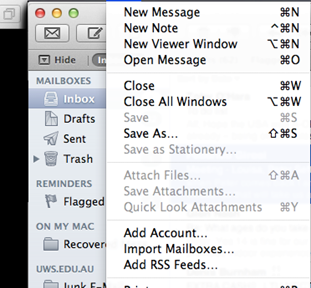 Hide
In
MAILBOXES
Inbox
Drafts
Sent
Trash
REMINDERS
Flagged
ON MY MAC
Recovere
UWS.EDU.AU
Junk E-M
New Message ⌘N
New Note ^⌘N
New Viewer Window ⌥⌘N
Open Message ⌘O
Close ⌘W
Close All Windows ⌥⌘W
Save ⌘S
Save As... ⇧⌘S
Save as Stationery...
Attach Files... ⇧⌘A
Save Attachments...
Quick Look Attachments ⌘Y
Add Account...
Import Mailboxes...
Add RSS Feeds...